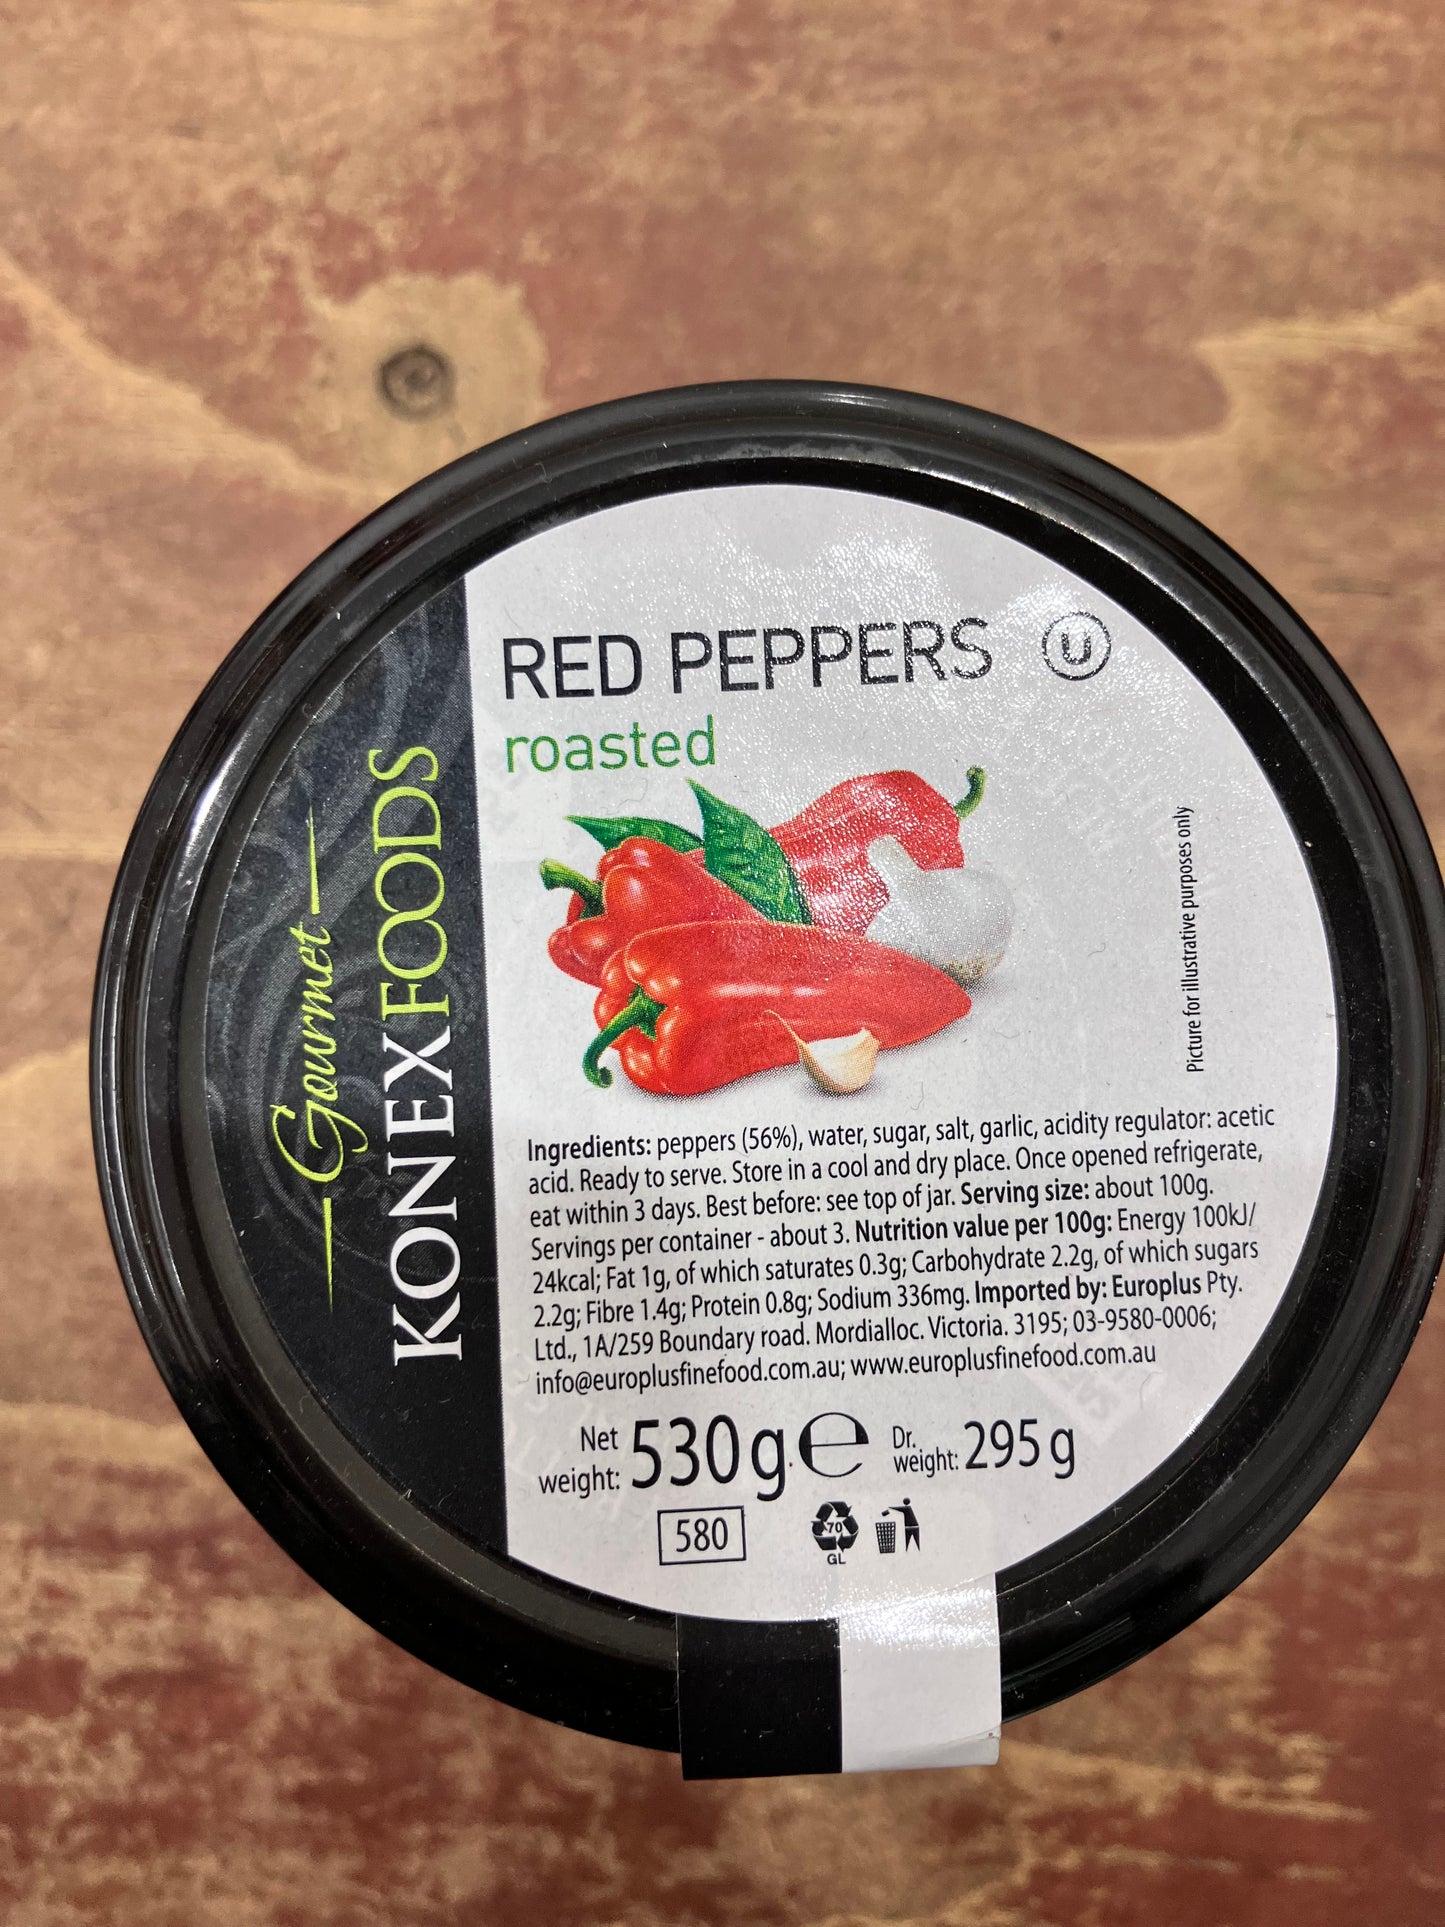 Gourmet
KONEXFOODS
RED PEPPERS
U
roasted
Picture for illustrative purposes only
Ingredients: peppers (56%), water, sugar, salt, garlic, acidity regulator: acetic
acid. Ready to serve. Store in a cool and dry place. Once opened refrigerate,
eat within 3 days. Best before: see top of jar. Serving size: about 100g.
Servings per container - about 3. Nutrition value per 100g: Energy 100kJ/
24kcal; Fat 1g, of which saturates 0.3g; Carbohydrate 2.2g, of which sugars
2.2g; Fibre 1.4g; Protein 0.8g; Sodium 336mg. Imported by: Europlus Pty.
Ltd., 1A/259 Boundary road. Mordialloc. Victoria. 3195; 03-9580-0006;
info@europlusfinefood.com.au; www.europlusfinefood.com.au
Net weight: 530g ℮ Dr. weight: 295g
580
70
GL